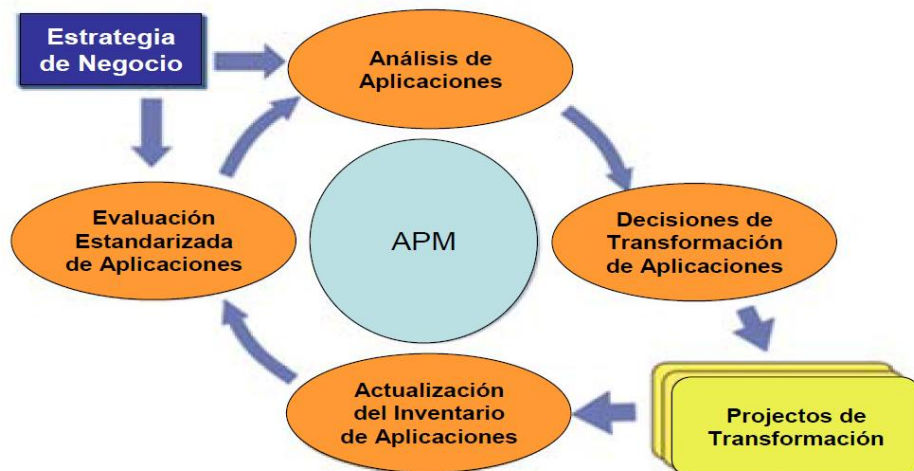 Estrategia
de Negocio
Análisis de
Aplicaciones
Evaluación
Estandarizada
de Aplicaciones
APM
Decisiones de
Transformación
de Aplicaciones
Actualización
del Inventario
de Aplicaciones
Projectos de
Transformación